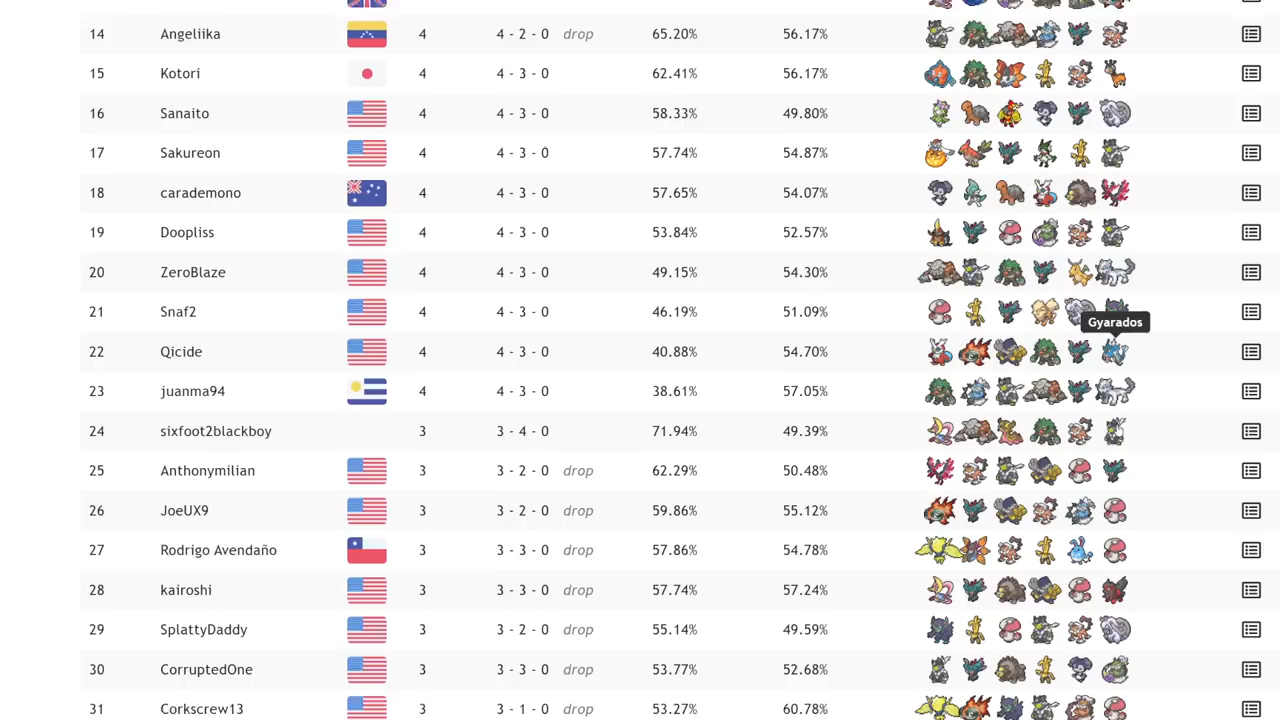 14 Angeliika 4 4 - 2 - 0 drop 65.20% 56.17%
15 Kotori 4 4 - 3 - 0 62.41% 56.17%
16 Sanaito 4 4 - 3 - 0 58.33% 49.80%
17 Sakureon 4 4 - 3 - 0 57.74% 54.87%
18 carademono 4 4 - 3 - 0 57.65% 54.07%
19 Doopliss 4 4 - 3 - 0 53.84% 52.57%
20 ZeroBlaze 4 4 - 3 - 0 49.15% 54.30%
21 Snaf2 4 4 - 3 - 0 46.19% 51.09%
Gyarados
22 Qicide 4 4 - 3 - 0 40.88% 54.70%
23 juanma94 4 4 - 3 - 0 38.61% 57.05%
24 sixfoot2blackboy 3 3 - 4 - 0 71.94% 49.39%
25 Anthonymilian 3 3 - 2 - 0 drop 62.29% 50.48%
26 JoeUX9 3 3 - 2 - 0 drop 59.86% 55.12%
27 Rodrigo Avendaño 3 3 - 3 - 0 drop 57.86% 54.78%
28 kairoshi 3 3 - 3 - 0 drop 57.74% 57.24%
29 SplattyDaddy 3 3 - 2 - 0 drop 55.14% 49.59%
30 CorruptedOne 3 3 - 3 - 0 drop 53.77% 52.68%
31 Corkscrew13 3 3 - 1 - 0 drop 53.27% 60.78%